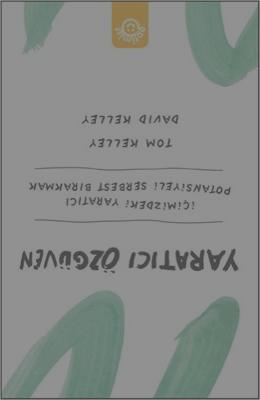 YARATICI ÖZGÜVEN
İÇİMİZDEKİ YARATICI
POTANSİYELİ SERBEST BIRAKMAK
TOM KELLEY
DAVID KELLEY